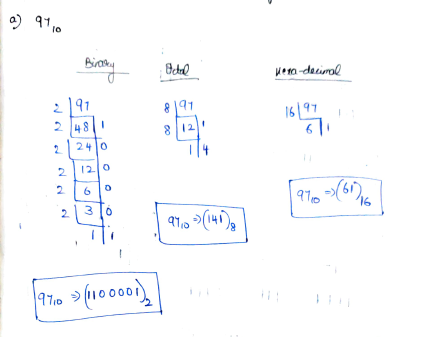 a) 97₁₀
Binary
2 | 97
2 | 48 | 1
2 | 24 | 0
2 | 12 | 0
2 | 6 | 0
2 | 3 | 0
1 | 1
97₁₀ ⇒ (1100001)₂
Octal
8 | 97
8 | 12 | 1
1 | 4
97₁₀ ⇒ (141)₈
Hexa-decimal
16 | 97
6 | 1
97₁₀ ⇒ (61)₁₆